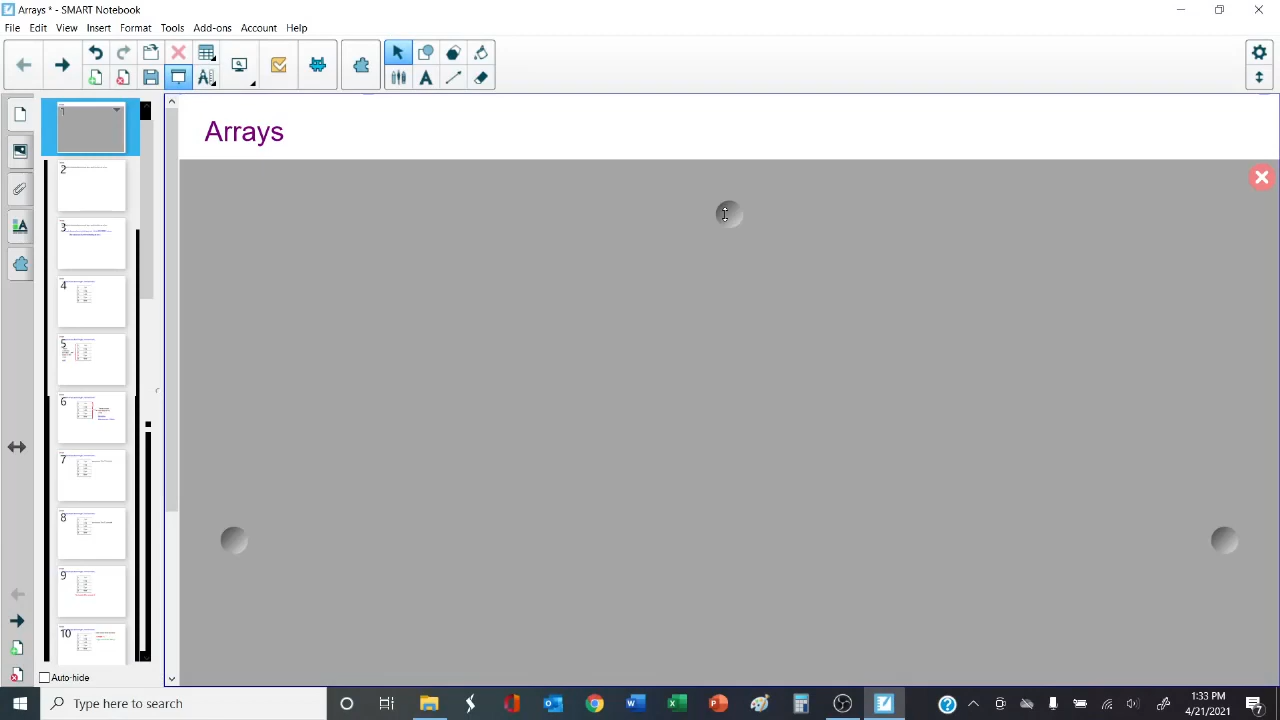 Arrays * - SMART Notebook
File Edit View Insert Format Tools Add-ons Account Help
Arrays
1
2
3
4
5
6
7
8
9
10
Auto-hide
Type here to search
1:33 PM
4/21/2021